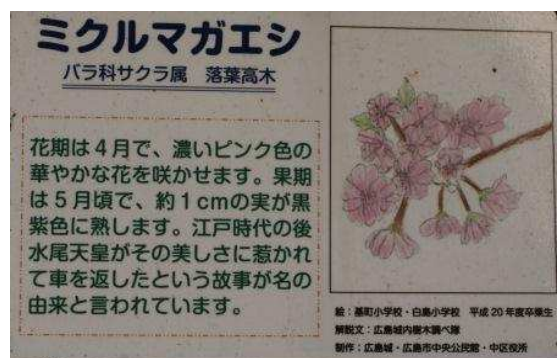 ミクルマガエシ
バラ科サクラ属　落葉高木
花期は4月で、濃いピンク色の
華やかな花を咲かせます。果期
は5月頃で、約1cmの実が黒
紫色に熟します。江戸時代の後
水尾天皇がその美しさに惹かれ
て車を返したという故事が名の
由来と言われています。
絵：基町小学校・白島小学校　平成20年度卒業生
解説文：広島城内樹木調べ隊
制作：広島城・広島市中央公民館・中区役所